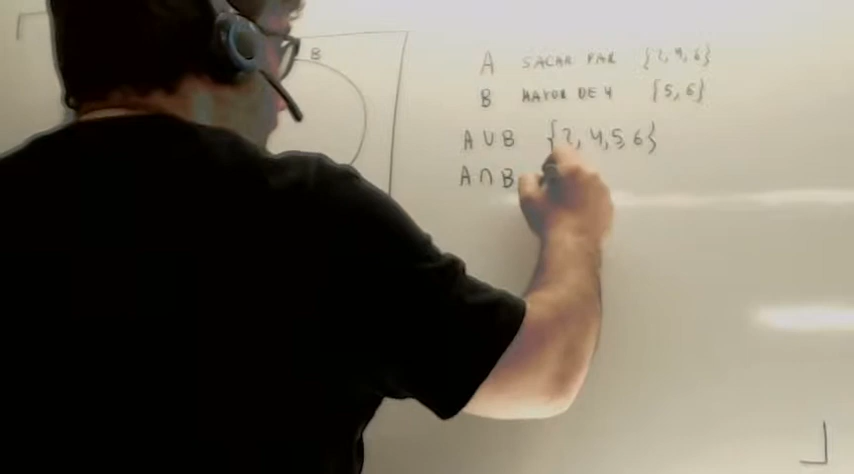 B
A SACAR PAR {2, 4, 6}
B MAYOR DE 4 {5, 6}
A ∪ B {2, 4, 5, 6}
A ∩ B